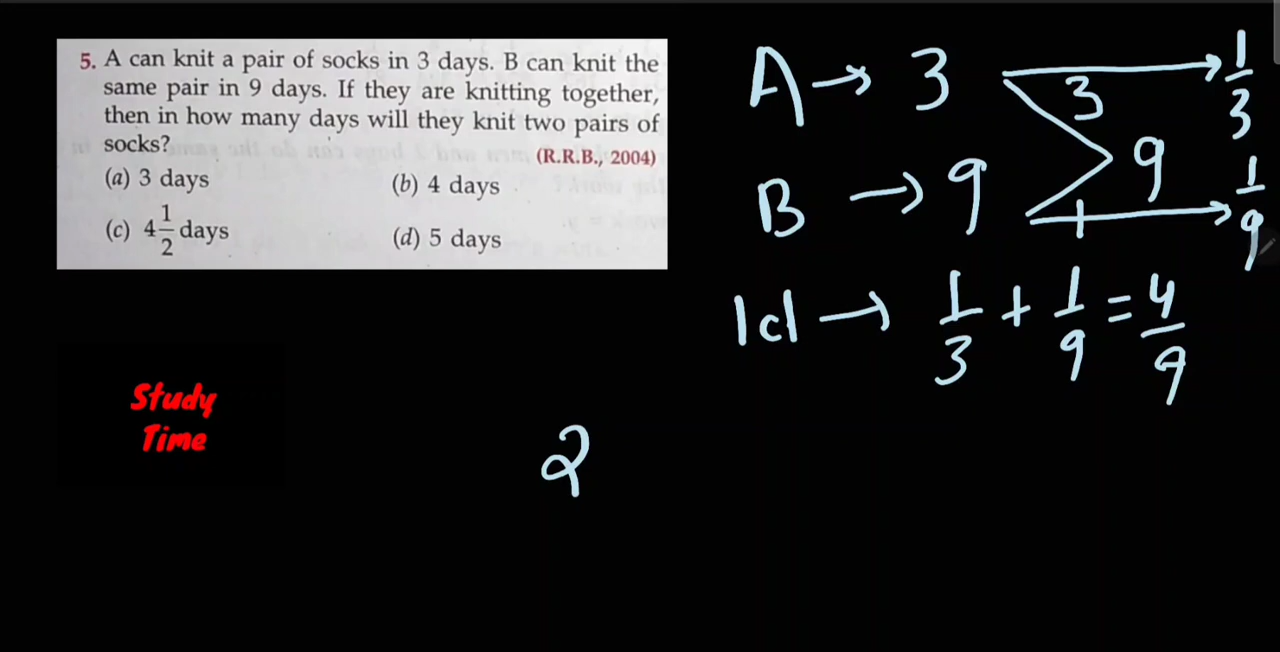 5. A can knit a pair of socks in 3 days. B can knit the
same pair in 9 days. If they are knitting together,
then in how many days will they knit two pairs of
socks? (R.R.B., 2004)
(a) 3 days (b) 4 days
(c) 4 1/2 days (d) 5 days
A → 3 3 1/3
B → 9 9 1 1/9
1d → 1/3 + 1/9 = 4/9
Study
Time
2